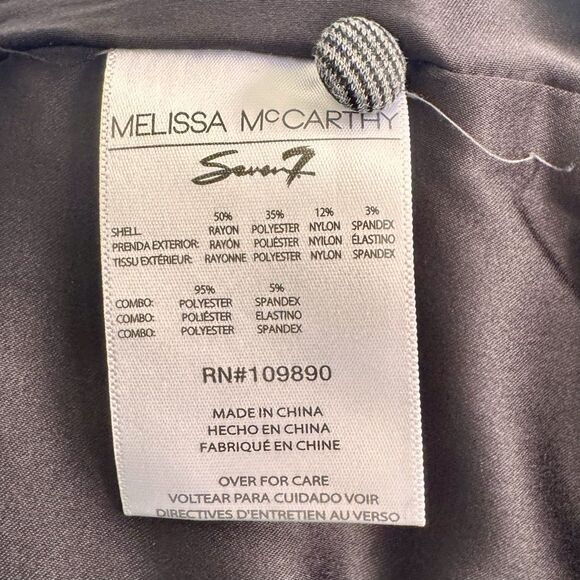 MELISSA McCARTHY
Seven7
50% 35% 12% 3%
SHELL: RAYON POLYESTER NYLON SPANDEX
PRENDA EXTERIOR: RAYÓN POLIÉSTER NYILON ÉLASTINO
TISSU EXTÉRIEUR: RAYONNE POLYESTER NYLON SPANDEX
95% 5%
COMBO: POLYESTER SPANDEX
COMBO: POLIÉSTER ELASTINO
COMBO: POLYESTER SPANDEX
RN#109890
MADE IN CHINA
HECHO EN CHINA
FABRIQUÉ EN CHINE
OVER FOR CARE
VOLTEAR PARA CUIDADO VOIR
DIRECTIVES D'ENTRETIEN AU VERSO